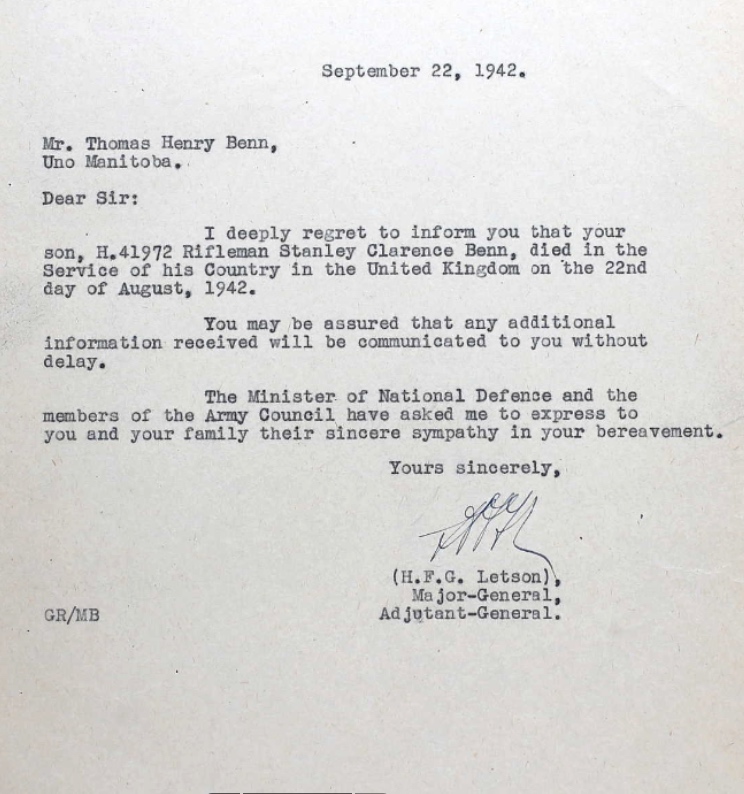 September 22, 1942.
Mr. Thomas Henry Benn,
Uno Manitoba.
Dear Sir:
I deeply regret to inform you that your
son, H.41972 Rifleman Stanley Clarence Benn, died in the
Service of his Country in the United Kingdom on the 22nd
day of August, 1942.
You may be assured that any additional
information received will be communicated to you without
delay.
The Minister of National Defence and the
members of the Army Council have asked me to express to
you and your family their sincere sympathy in your bereavement.
Yours sincerely,
(H.F.G. Letson),
Major-General,
Adjutant-General.
GR/MB